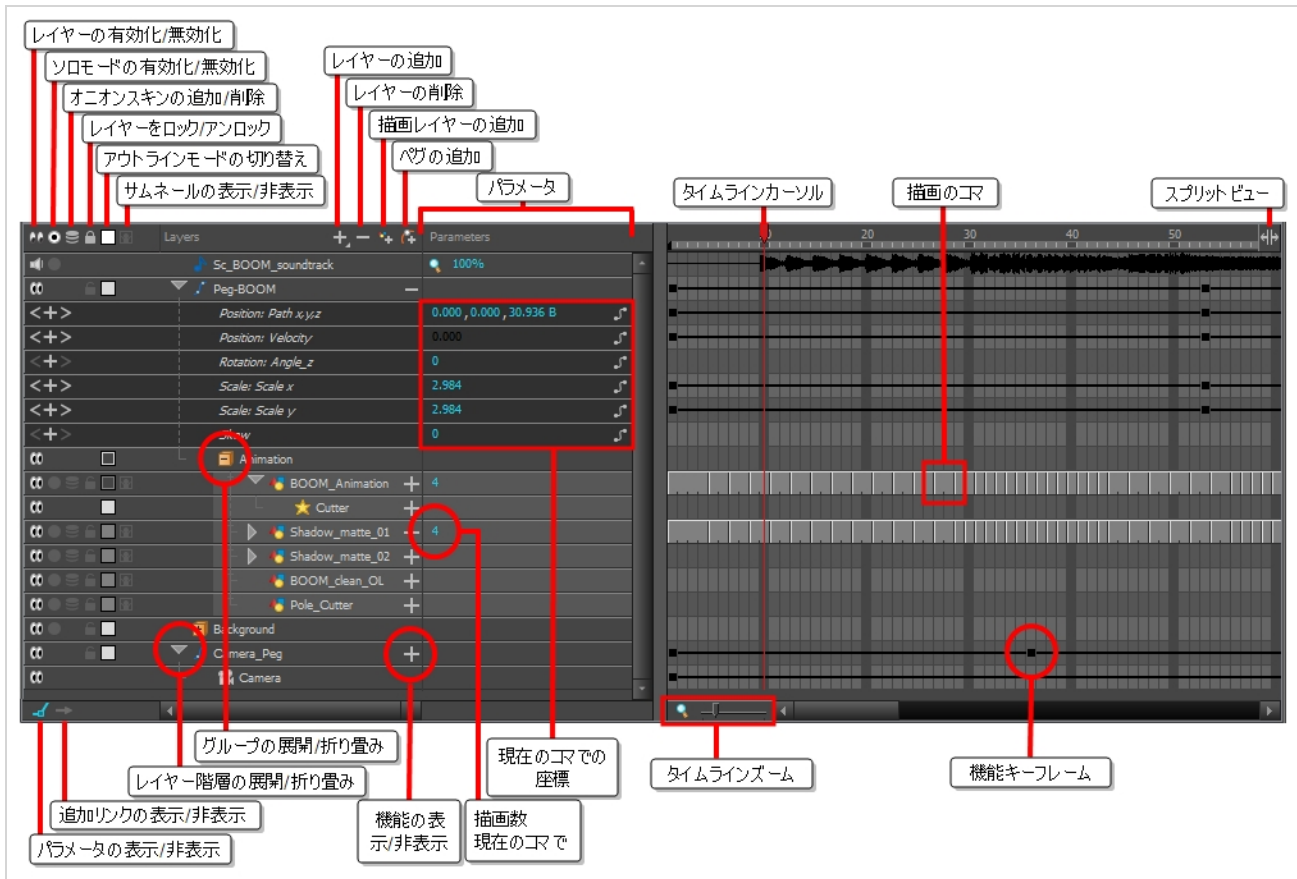 レイヤーの有効化/無効化
ソロモードの有効化/無効化
オニオンスキンの追加/削除
レイヤーをロック/アンロック
アウトラインモードの切り替え
サムネールの表示/非表示
レイヤーの追加
レイヤーの削除
描画レイヤーの追加
ペグの追加
パラメータ
タイムラインカーソル
描画のコマ
スプリットビュー
Layers
Parameters
10
20
30
40
50
Sc_BOOM_soundtrack
100%
Peg-BOOM
Position: Path x,y,z
0.000 , 0.000 , 30.936 B
Position: Velocity
0.000
Rotation: Angle_z
0
Scale: Scale x
2.984
Scale: Scale y
2.984
Skew
0
Animation
BOOM_Animation
4
Cutter
Shadow_matte_01
4
Shadow_matte_02
BOOM_clean_OL
Pole_Cutter
Background
Camera_Peg
Camera
グループの展開/折り畳み
レイヤー階層の展開/折り畳み
追加リンクの表示/非表示
パラメータの表示/非表示
機能の表
示/非表示
描画数
現在のコマで
現在のコマでの
座標
タイムラインズーム
機能キーフレーム